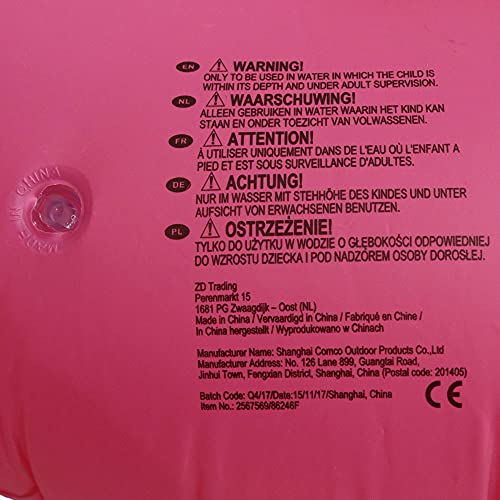 EN WARNING!
ONLY TO BE USED IN WATER IN WHICH THE CHILD IS
WITHIN ITS DEPTH AND UNDER ADULT SUPERVISION.
NL WAARSCHUWING!
ALLEEN GEBRUIKEN IN WATER WAARIN HET KIND KAN
STAAN EN ONDER TOEZICHT VAN VOLWASSENEN.
FR ATTENTION!
À UTILISER UNIQUEMENT DANS DE L'EAU OÙ L'ENFANT A
PIED ET EST SOUS SURVEILLANCE D'ADULTES.
DE ACHTUNG!
NUR IM WASSER MIT STEHHÖHE DES KINDES UND UNTER
AUFSICHT VON ERWACHSENEN BENUTZEN.
PL OSTRZEŻENIE!
TYLKO DO UŻYTKU W WODZIE O GŁĘBOKOŚCI ODPOWIEDNIEJ
DO WZROSTU DZIECKA I POD NADZÓREM OSOBY DOROSŁEJ.
MADE IN CHINA
ZD Trading
Perenmarkt 15
1681 PG Zwaagdijk – Oost (NL)
Made in China / Vervaardigd in China / Fabriqué en Chine /
In China hergestellt / Wyprodukowano w Chinach
Manufacturer Name: Shanghai Comco Outdoor Products Co.,Ltd
Manufacturer Address: No. 126 Lane 899, Guangtai Road,
Jinhui Town, Fengxian District, Shanghai, China (Postal code: 201405)
Batch Code: Q4/17/Date:15/11/17/Shanghai, China
Item No.: 2567569/86246F
CE